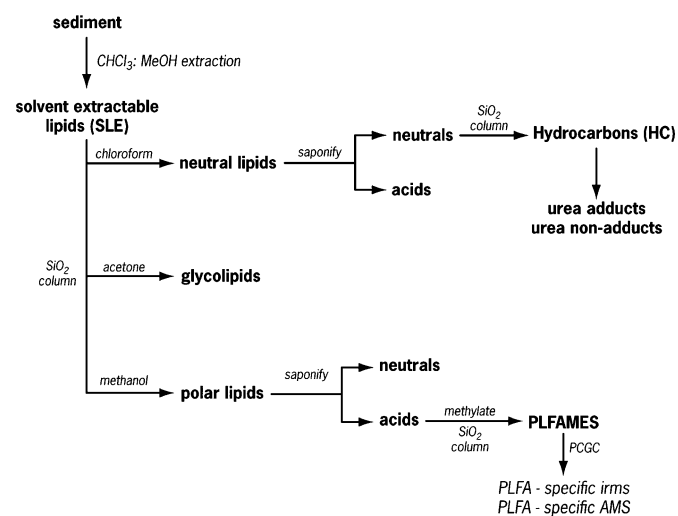 sediment
CHCl3: MeOH extraction
solvent extractable
lipids (SLE)
chloroform
neutral lipids
saponify
neutrals
SiO2
column
Hydrocarbons (HC)
acids
urea adducts
urea non-adducts
SiO2
column
acetone
glycolipids
methanol
polar lipids
saponify
neutrals
acids
methylate
SiO2
column
PLFAMES
PCGC
PLFA - specific irms
PLFA - specific AMS